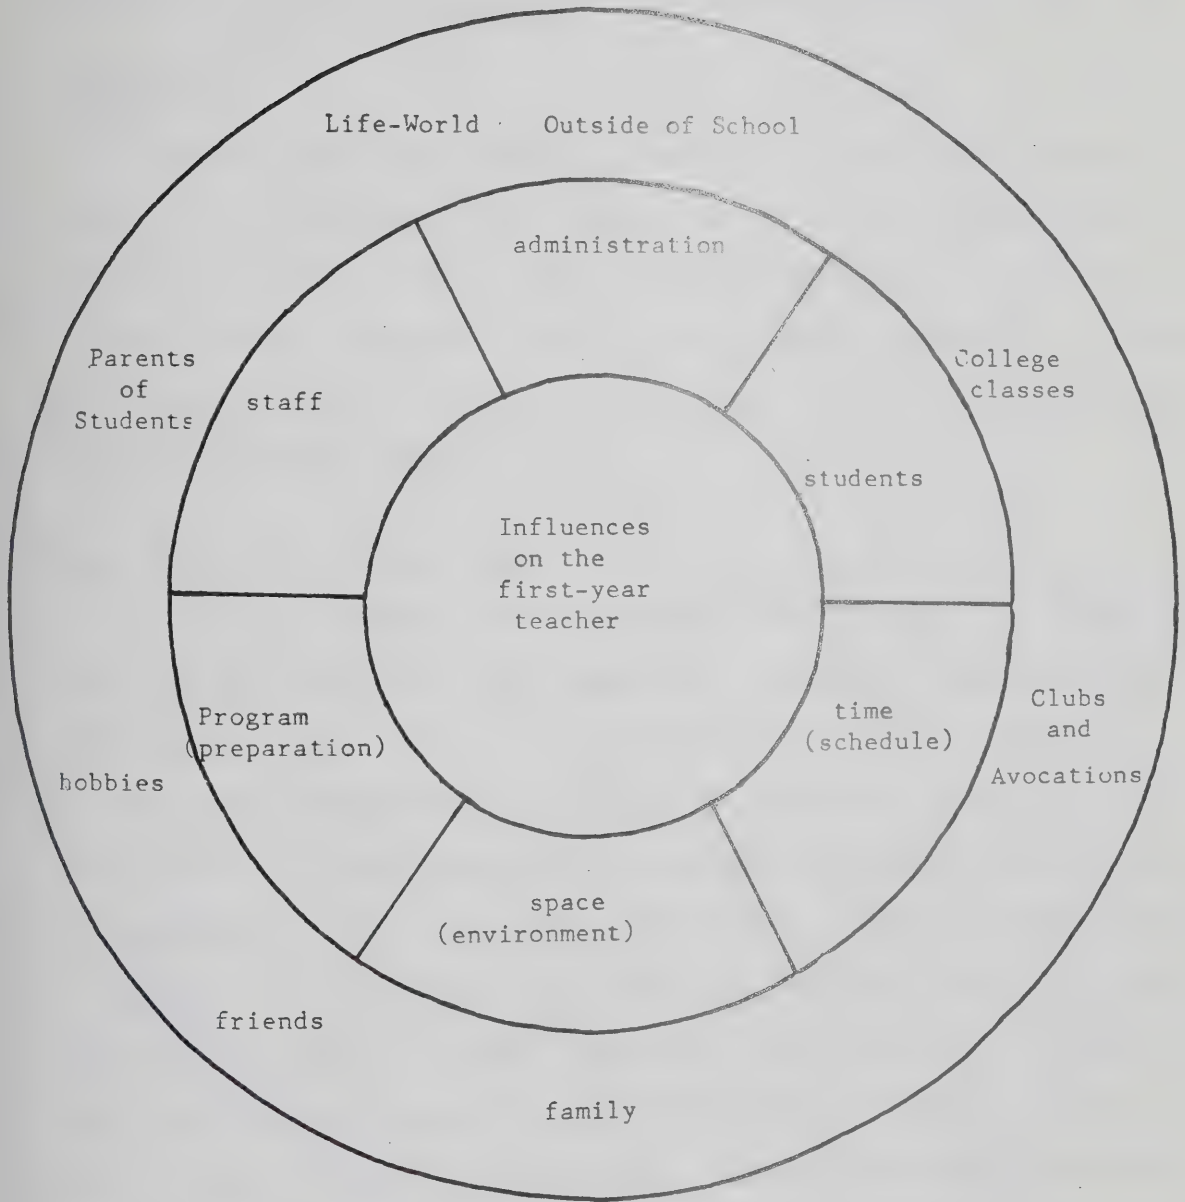 Life-World Outside of School
administration
Parents
of
Students
staff
College
classes
students
Influences
on the
first-year
teacher
Program
(preparation)
time
(schedule)
Clubs
and
Avocations
hobbies
space
(environment)
friends
family